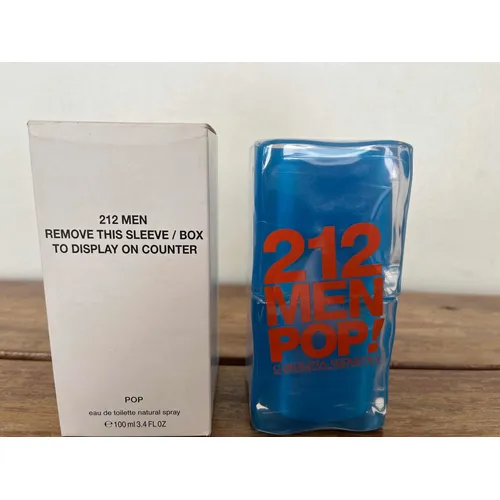 212 MEN
REMOVE THIS SLEEVE / BOX
TO DISPLAY ON COUNTER
POP
eau de toilette natural spray
℮ 100 ml 3.4 FL OZ
212
MEN
POP!